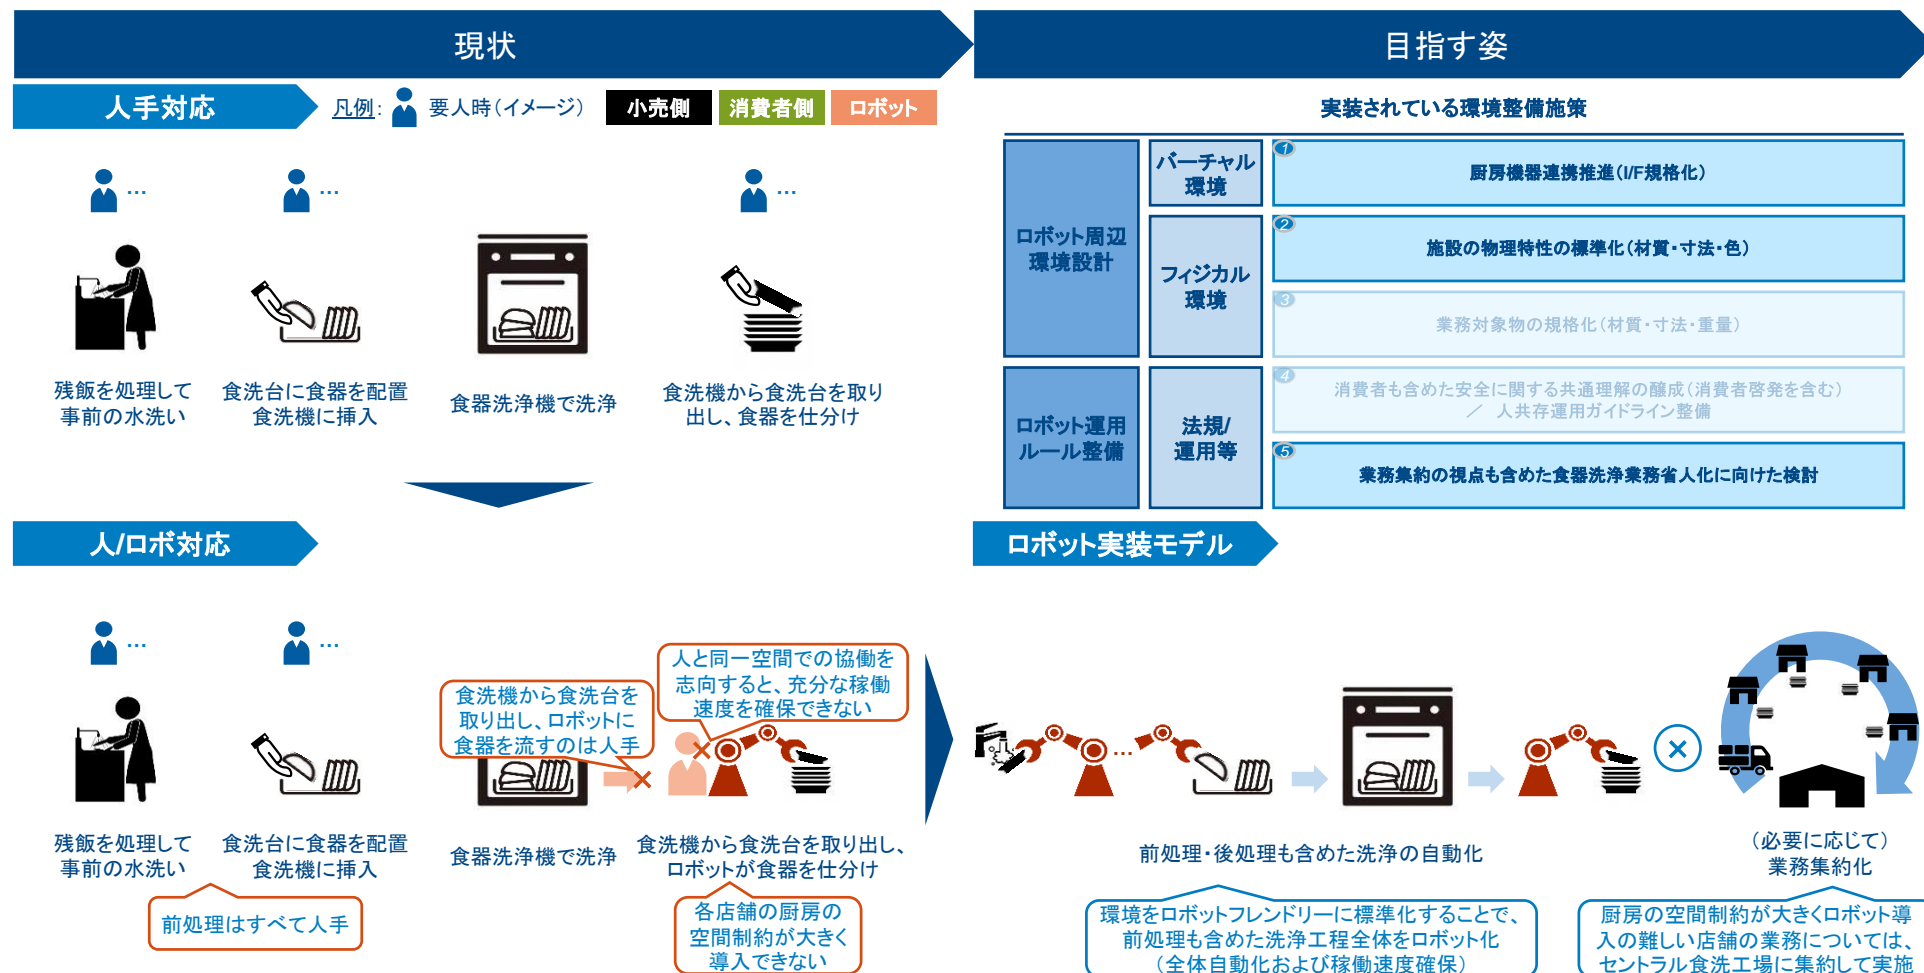 現状
目指す姿
人手対応
凡例:
要人時(イメージ)
小売側
消費者側
ロボット
…
…
…
残飯を処理して
事前の水洗い
食洗台に食器を配置
食洗機に挿入
食器洗浄機で洗浄
食洗機から食洗台を取り
出し、食器を仕分け
実装されている環境整備施策
ロボット周辺
環境設計
バーチャル
環境
1
厨房機器連携推進(I/F規格化)
フィジカル
環境
2
施設の物理特性の標準化(材質・寸法・色)
3
業務対象物の規格化(材質・寸法・重量)
ロボット運用
ルール整備
法規/
運用等
4
消費者も含めた安全に関する共通理解の醸成(消費者啓発を含む)
/ 人共存運用ガイドライン整備
5
業務集約の視点も含めた食器洗浄業務省人化に向けた検討
人/ロボ対応
…
…
食洗機から食洗台を
取り出し、ロボットに
食器を流すのは人手
人と同一空間での協働を
志向すると、充分な稼働
速度を確保できない
残飯を処理して
事前の水洗い
食洗台に食器を配置
食洗機に挿入
食器洗浄機で洗浄
食洗機から食洗台を取り出し、
ロボットが食器を仕分け
前処理はすべて人手
各店舗の厨房の
空間制約が大きく
導入できない
ロボット実装モデル
…
×
前処理・後処理も含めた洗浄の自動化
(必要に応じて)
業務集約化
環境をロボットフレンドリーに標準化することで、
前処理も含めた洗浄工程全体をロボット化
(全体自動化および稼働速度確保)
厨房の空間制約が大きくロボット導
入の難しい店舗の業務については、
セントラル食洗工場に集約して実施